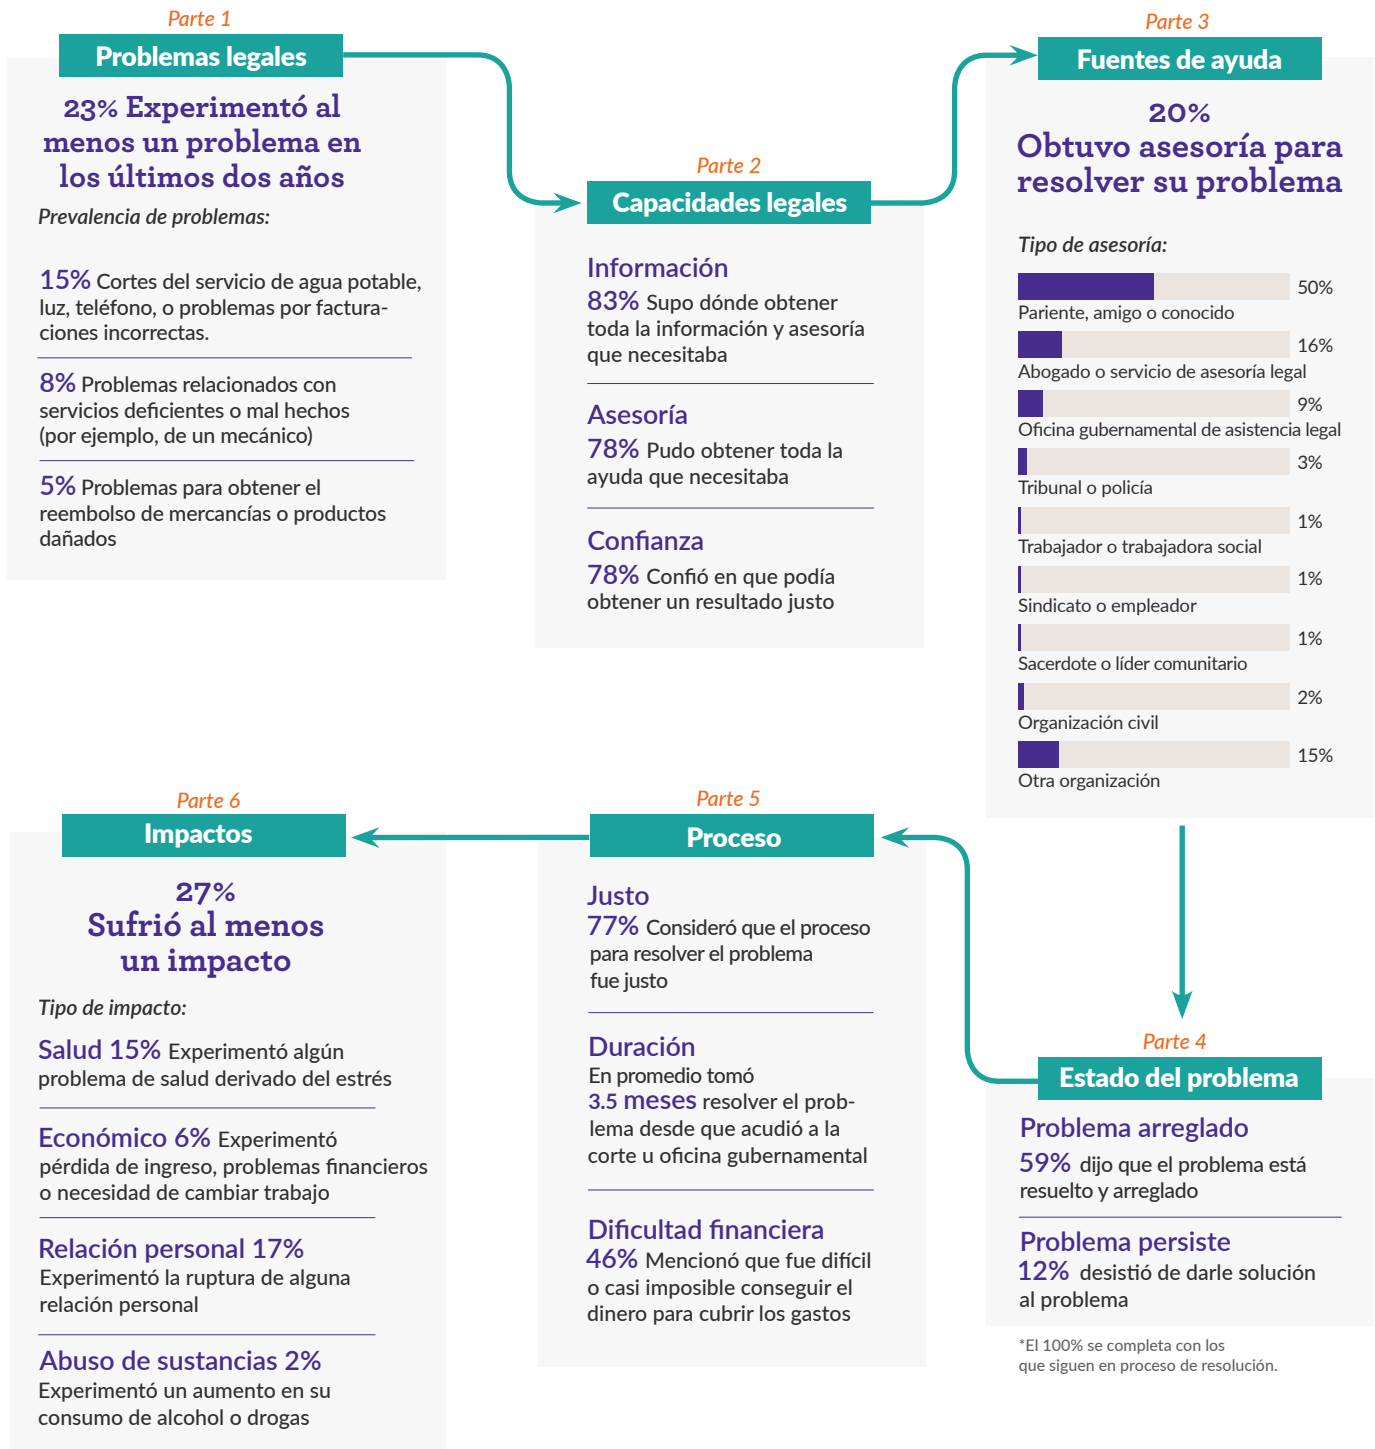 Parte 1
Problemas legales
23% Experimentó al
menos un problema en
los últimos dos años
Prevalencia de problemas:
15% Cortes del servicio de agua potable,
luz, teléfono, o problemas por factura-
ciones incorrectas.
8% Problemas relacionados con
servicios deficientes o mal hechos
(por ejemplo, de un mecánico)
5% Problemas para obtener el
reembolso de mercancías o productos
dañados
Parte 2
Capacidades legales
Información
83% Supo dónde obtener
toda la información y asesoría
que necesitaba
Asesoría
78% Pudo obtener toda la
ayuda que necesitaba
Confianza
78% Confió en que podía
obtener un resultado justo
Parte 3
Fuentes de ayuda
20%
Obtuvo asesoría para
resolver su problema
Tipo de asesoría:
50%
Pariente, amigo o conocido
16%
Abogado o servicio de asesoría legal
9%
Oficina gubernamental de asistencia legal
3%
Tribunal o policía
1%
Trabajador o trabajadora social
1%
Sindicato o empleador
1%
Sacerdote o líder comunitario
2%
Organización civil
15%
Otra organización
Parte 4
Estado del problema
Problema arreglado
59% dijo que el problema está
resuelto y arreglado
Problema persiste
12% desistió de darle solución
al problema
*El 100% se completa con los
que siguen en proceso de resolución.
Parte 5
Proceso
Justo
77% Consideró que el proceso
para resolver el problema
fue justo
Duración
En promedio tomó
3.5 meses resolver el prob-
lema desde que acudió a la
corte u oficina gubernamental
Dificultad financiera
46% Mencionó que fue difícil
o casi imposible conseguir el
dinero para cubrir los gastos
Parte 6
Impactos
27%
Sufrió al menos
un impacto
Tipo de impacto:
Salud 15% Experimentó algún
problema de salud derivado del estrés
Económico 6% Experimentó
pérdida de ingreso, problemas financieros
o necesidad de cambiar trabajo
Relación personal 17%
Experimentó la ruptura de alguna
relación personal
Abuso de sustancias 2%
Experimentó un aumento en su
consumo de alcohol o drogas